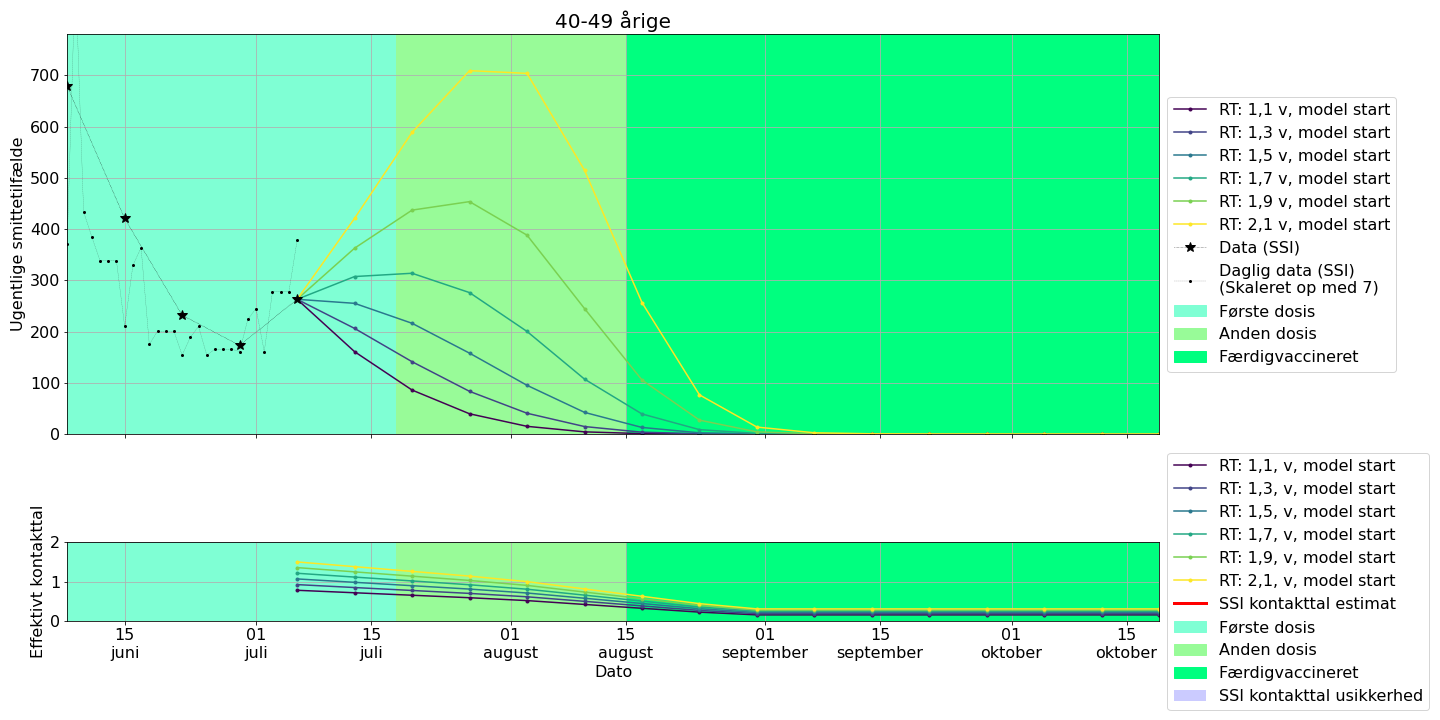 40-49 årige
Ugentlige smittetilfælde
700
600
500
400
300
200
100
0
RT: 1,1 v, model start
RT: 1,3 v, model start
RT: 1,5 v, model start
RT: 1,7 v, model start
RT: 1,9 v, model start
RT: 2,1 v, model start
Data (SSI)
Daglig data (SSI)
(Skaleret op med 7)
Første dosis
Anden dosis
Færdigvaccineret
Effektivt kontakttal
2
1
0
15 01 15 01 15 01 15 01 15
juni juli juli august august september september oktober oktober
Dato
RT: 1,1, v, model start
RT: 1,3, v, model start
RT: 1,5, v, model start
RT: 1,7, v, model start
RT: 1,9, v, model start
RT: 2,1, v, model start
SSI kontakttal estimat
Første dosis
Anden dosis
Færdigvaccineret
SSI kontakttal usikkerhed